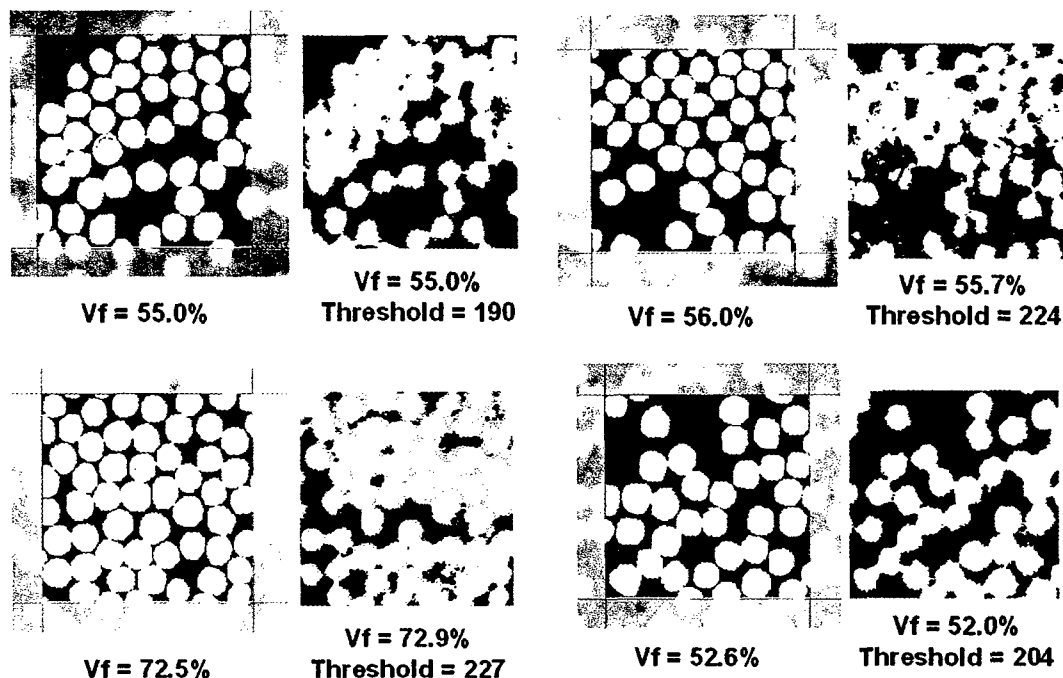 Vf = 55.0%
Vf = 55.0%
Threshold = 190
Vf = 56.0%
Vf = 55.7%
Threshold = 224
Vf = 72.5%
Vf = 72.9%
Threshold = 227
Vf = 52.6%
Vf = 52.0%
Threshold = 204